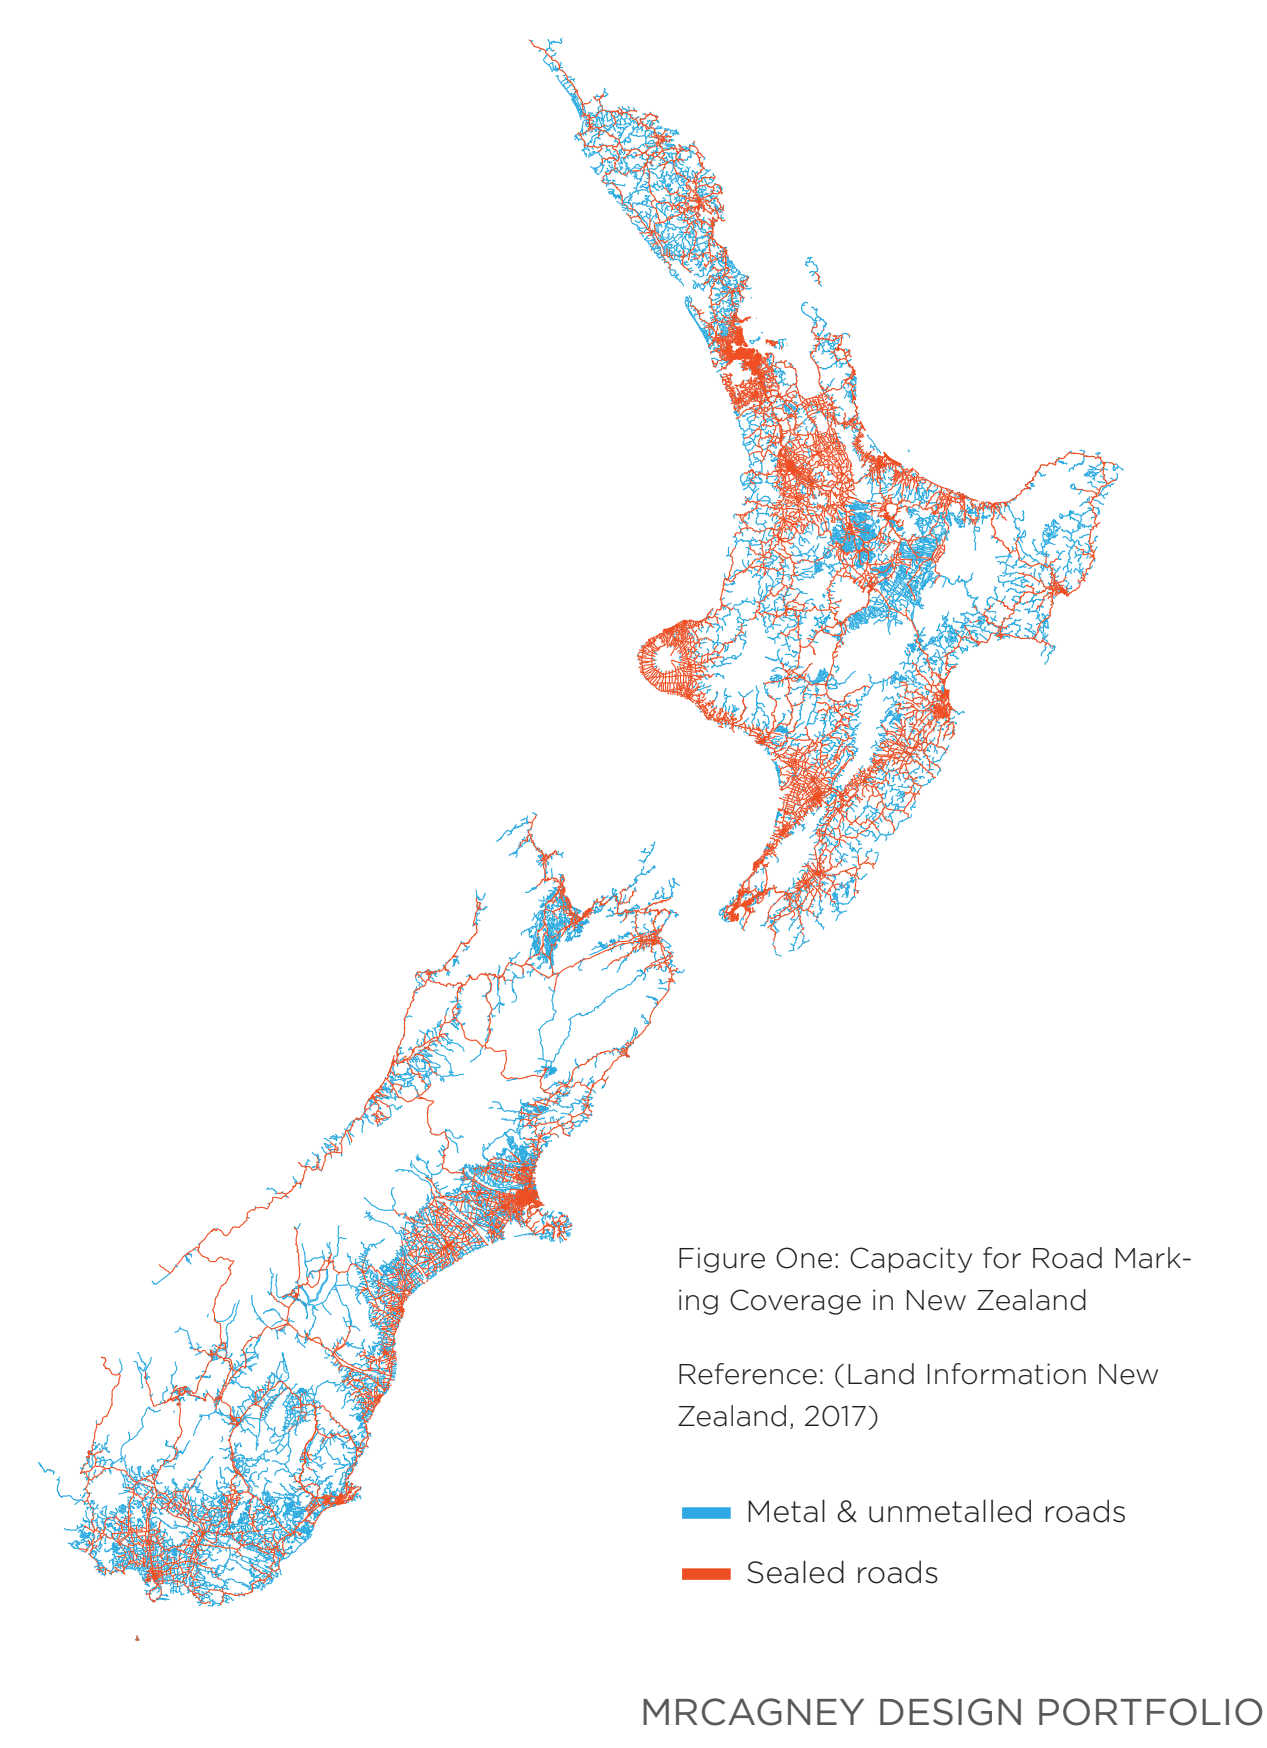 Figure One: Capacity for Road Mark-
ing Coverage in New Zealand
Reference: (Land Information New
Zealand, 2017)
Metal & unmetalled roads
Sealed roads
MRCAGNEY DESIGN PORTFOLIO